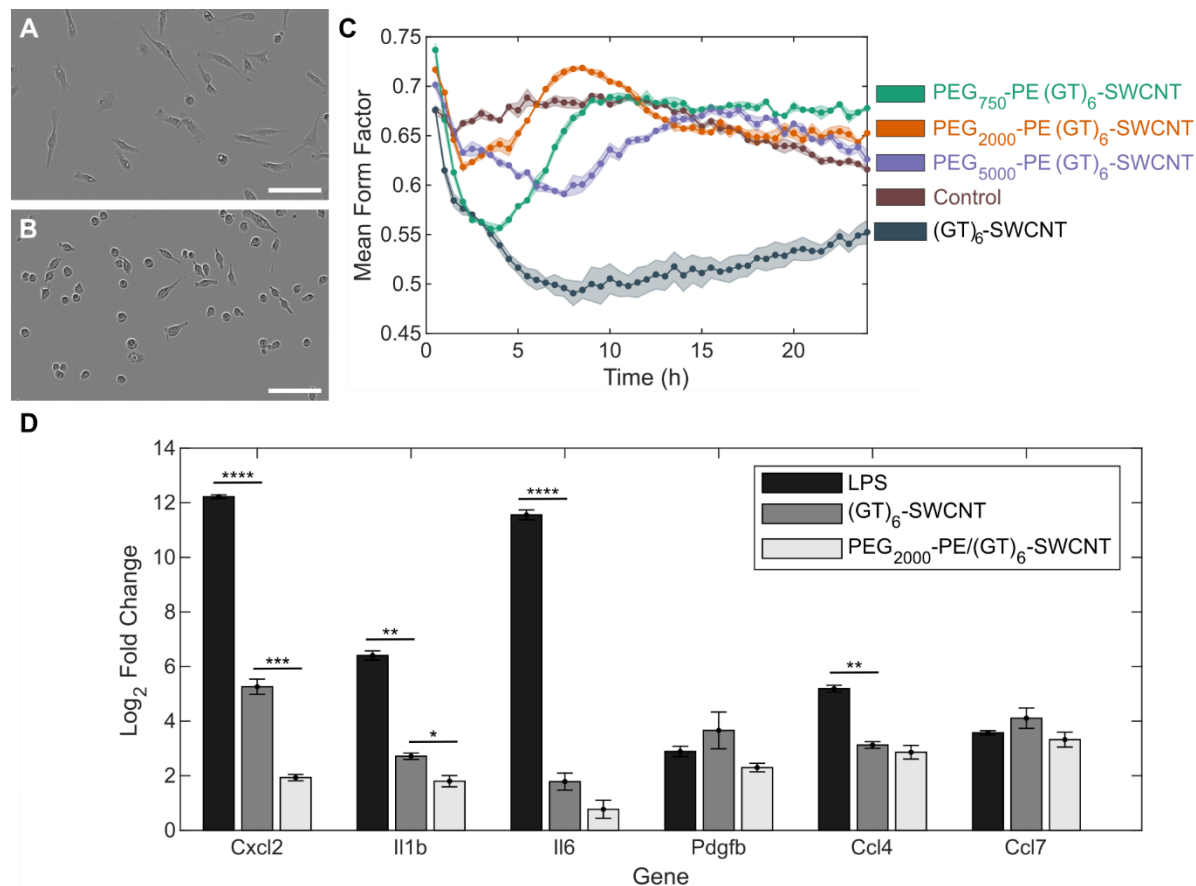 A
B
C
0.75
0.7
0.65
0.6
0.55
0.5
0.45
Mean Form Factor
0 5 10 15 20
Time (h)
PEG750-PE (GT)6-SWCNT
PEG2000-PE (GT)6-SWCNT
PEG5000-PE (GT)6-SWCNT
Control
(GT)6-SWCNT
D
14
12
10
8
6
4
2
0
Log2 Fold Change
**** *** ** * **** **
LPS
(GT)6-SWCNT
PEG2000-PE/(GT)6-SWCNT
Cxcl2 Il1b Il6 Pdgfb Ccl4 Ccl7
Gene